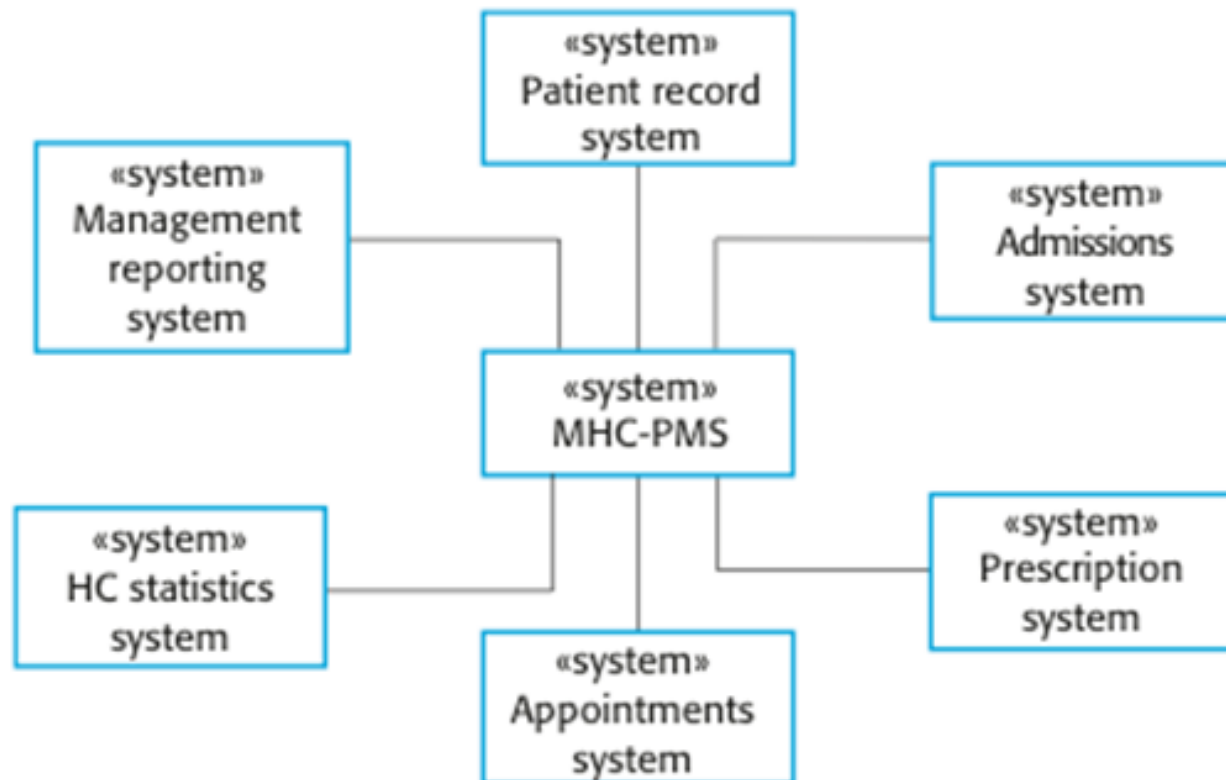 «system»
Patient record
system
«system»
Management
reporting
system
«system»
Admissions
system
«system»
MHC-PMS
«system»
HC statistics
system
«system»
Prescription
system
«system»
Appointments
system